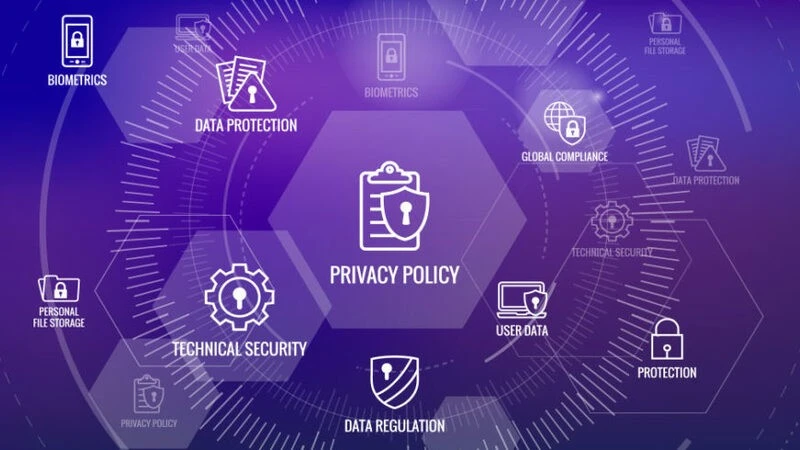 USER DATA
PERSONAL
FILE STORAGE
BIOMETRICS
BIOMETRICS
DATA PROTECTION
GLOBAL COMPLIANCE
DATA PROTECTION
TECHNICAL SECURITY
PRIVACY POLICY
PERSONAL
FILE STORAGE
USER DATA
TECHNICAL SECURITY
PROTECTION
PRIVACY POLICY
DATA REGULATION